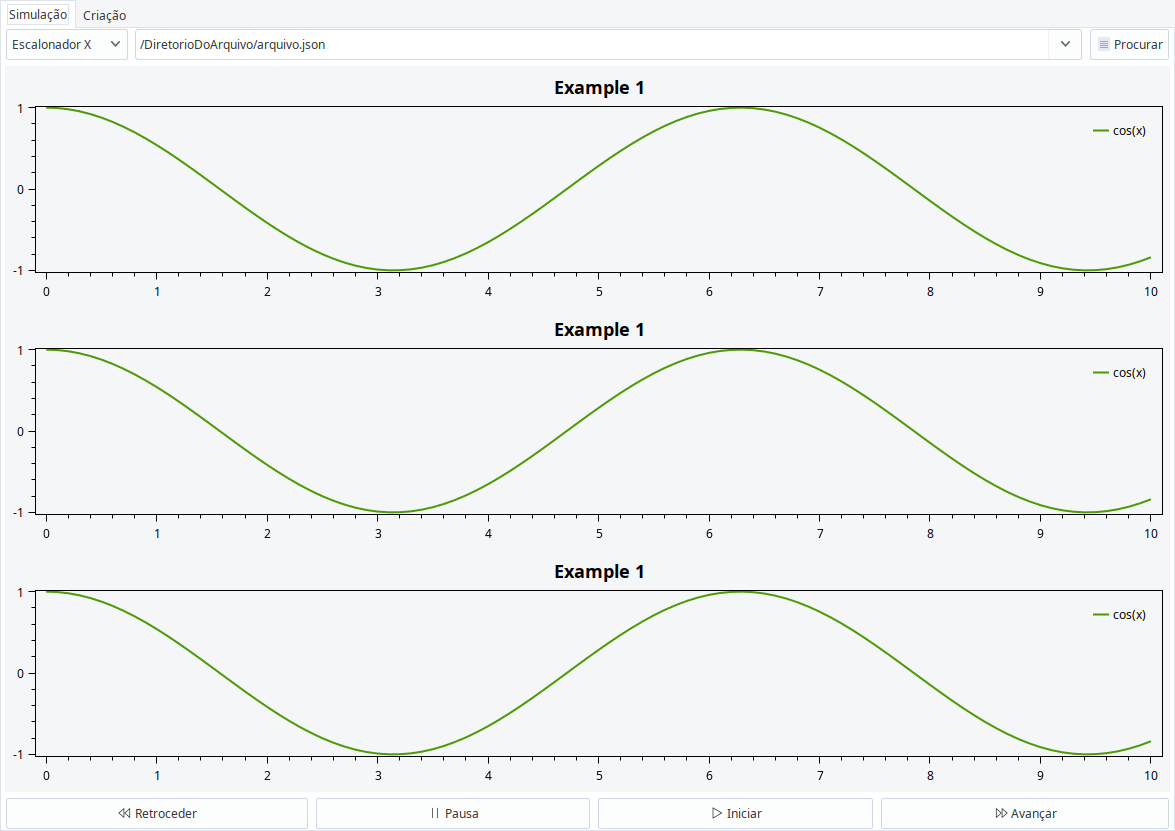 Simulação Criação
Escalonador X /DiretorioDoArquivo/arquivo.json Procurar
Example 1
cos(x)
1
0
-1
0 1 2 3 4 5 6 7 8 9 10
Example 1
cos(x)
1
0
-1
0 1 2 3 4 5 6 7 8 9 10
Example 1
cos(x)
1
0
-1
0 1 2 3 4 5 6 7 8 9 10
Retroceder Pausa Iniciar Avançar